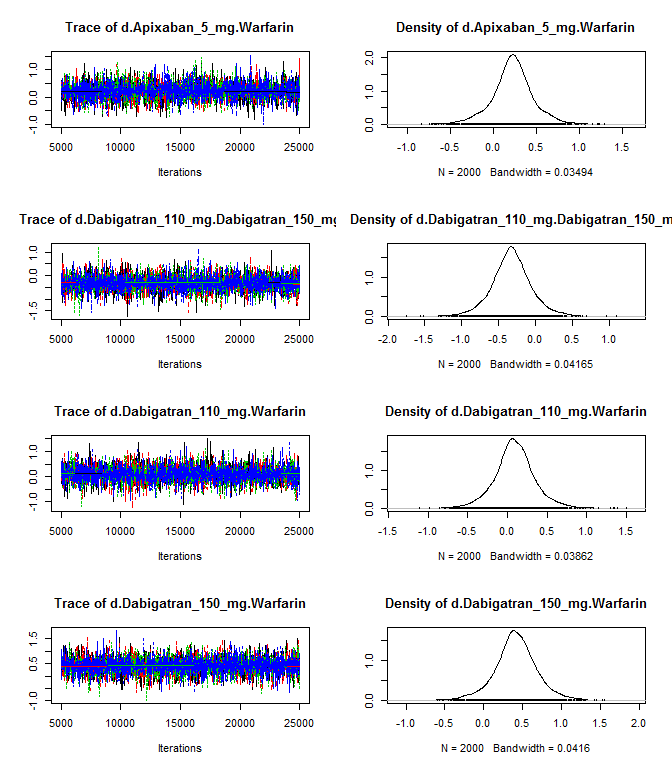 Trace of d.Apixaban_5_mg.Warfarin
Density of d.Apixaban_5_mg.Warfarin
-1.0 0.0 1.0
0.0 1.0 2.0
5000 10000 15000 20000 25000
-1.0 -0.5 0.0 0.5 1.0 1.5
Iterations
N = 2000 Bandwidth = 0.03494
Trace of d.Dabigatran_110_mg.Dabigatran_150_mg
Density of d.Dabigatran_110_mg.Dabigatran_150_m
-1.5 0.0 1.0
0.0 1.0
5000 10000 15000 20000 25000
-2.0 -1.5 -1.0 -0.5 0.0 0.5 1.0
Iterations
N = 2000 Bandwidth = 0.04165
Trace of d.Dabigatran_110_mg.Warfarin
Density of d.Dabigatran_110_mg.Warfarin
-1.0 0.0 1.0
0.0 1.0
5000 10000 15000 20000 25000
-1.5 -1.0 -0.5 0.0 0.5 1.0 1.5
Iterations
N = 2000 Bandwidth = 0.03862
Trace of d.Dabigatran_150_mg.Warfarin
Density of d.Dabigatran_150_mg.Warfarin
-1.0 0.5 1.5
0.0 1.0
5000 10000 15000 20000 25000
-1.0 -0.5 0.0 0.5 1.0 1.5 2.0
Iterations
N = 2000 Bandwidth = 0.0416